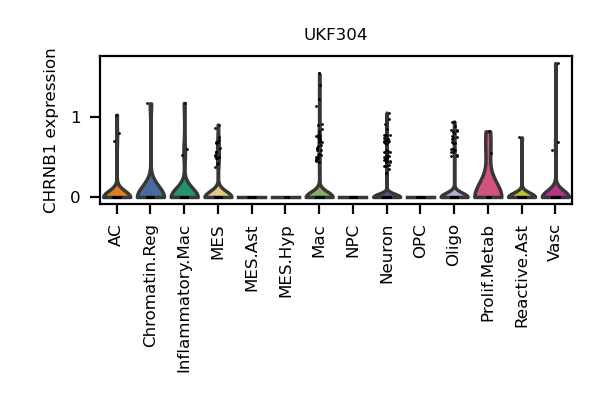 UKF304
CHRNB1 expression
1
0
AC
Chromatin.Reg
Inflammatory.Mac
MES
MES.Ast
MES.Hyp
Mac
NPC
Neuron
OPC
Oligo
Prolif.Metab
Reactive.Ast
Vasc